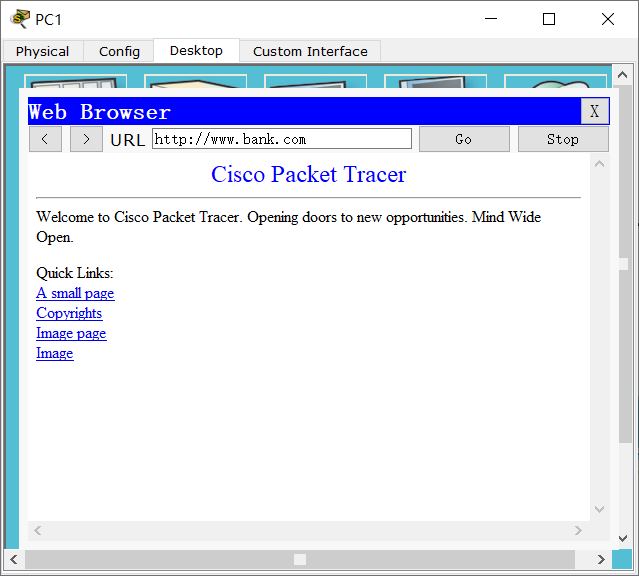 PC1
Physical Config Desktop Custom Interface
Web Browser X
< > URL http://www.bank.com Go Stop
Cisco Packet Tracer
Welcome to Cisco Packet Tracer. Opening doors to new opportunities. Mind Wide
Open.
Quick Links:
A small page
Copyrights
Image page
Image